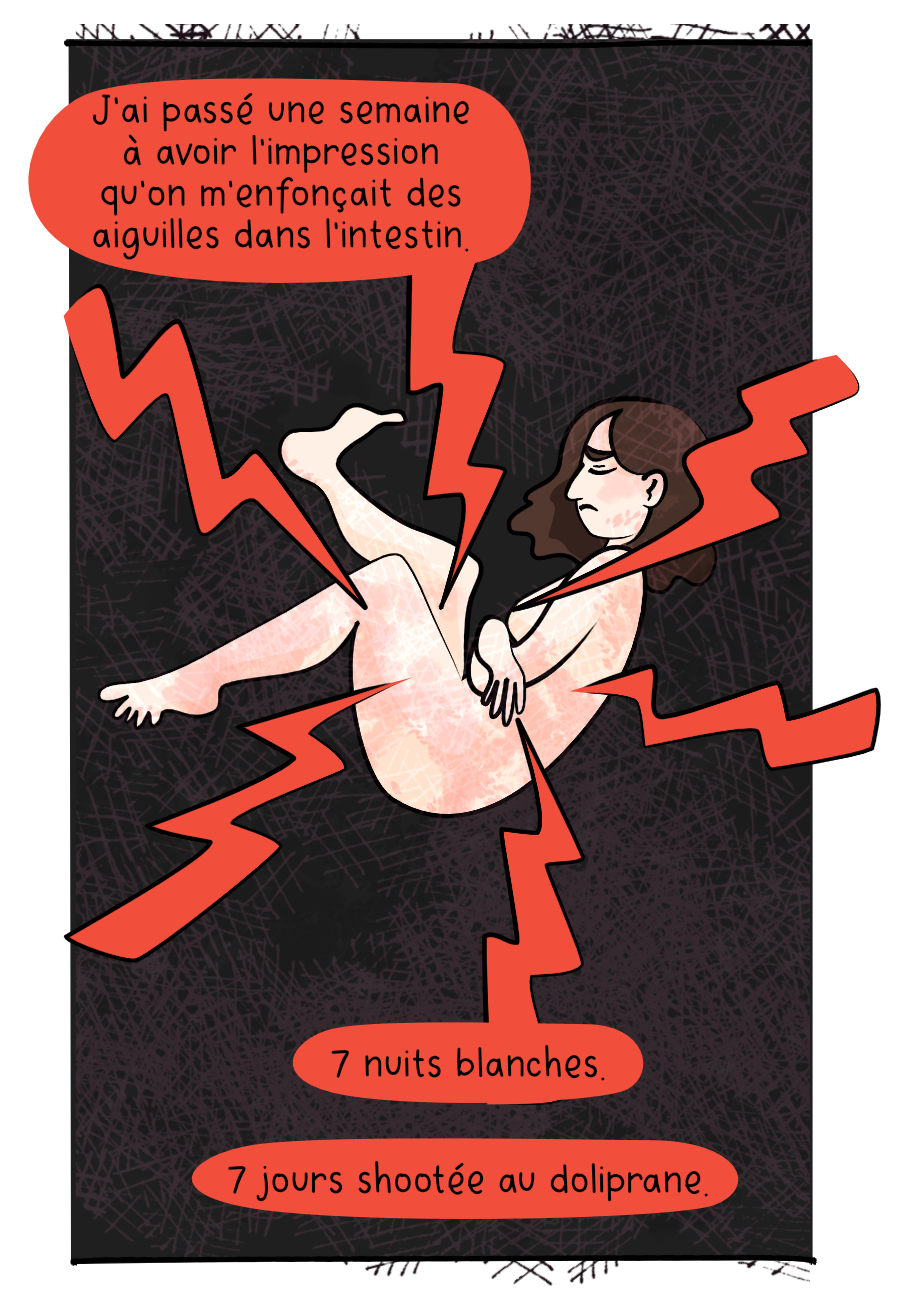 J'ai passé une semaine
à avoir l'impression
qu'on m'enfonçait des
aiguilles dans l'intestin.
7 nuits blanches.
7 jours shootée au doliprane.